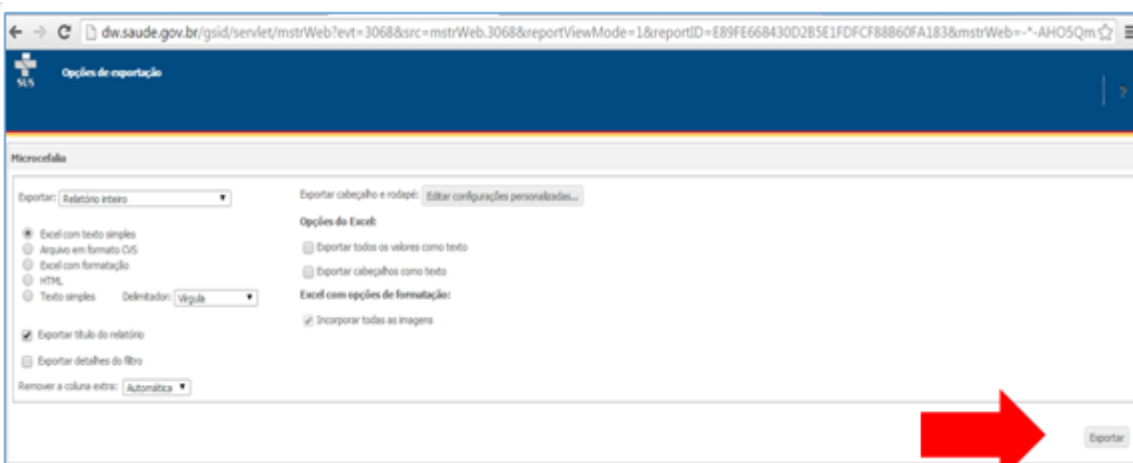 dw.saude.gov.br/gsid/servlet/mstrWeb?evt=3068&src=mstrWeb.3068&reportViewMode=1&reportID=E89FE668430D2B5E1FDFCF88860FA183&mstrWeb=-*-AHO5Qm
SUS
Opções de exportação
?
Microcefalia
Exportar: Relatório inteiro
Exportar cabeçalho e rodapé: Editar configurações personalizadas...
Opções do Excel:
Excel com texto simples
Exportar todos os valores como texto
Arquivo em formato CVS
Excel com formatação
Exportar cabeçalhos como texto
HTML
Texto simples Delimitador: Vírgula
Excel com opções de formatação:
Incorporar todas as imagens
Exportar título do relatório
Exportar detalhes do filtro
Remover a coluna extra: Automática
Exportar